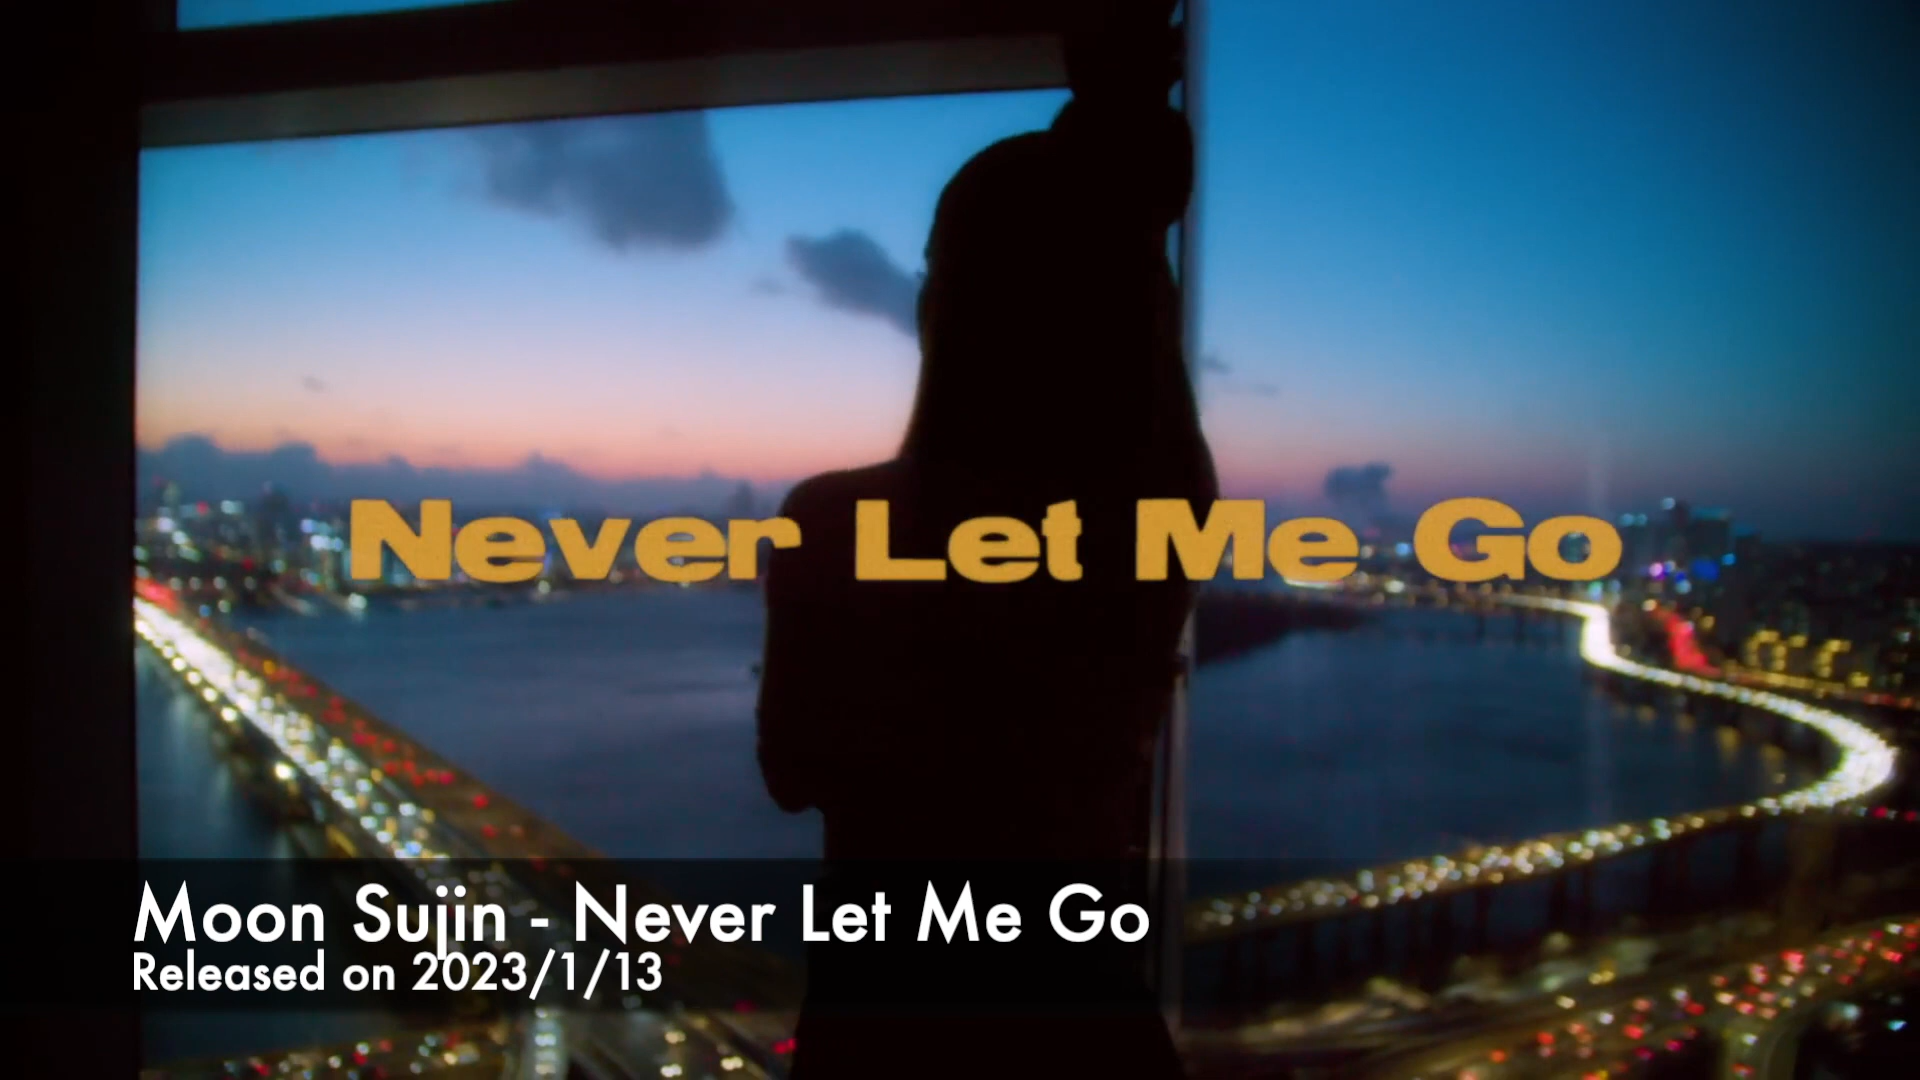 Never Let Me Go
Moon Sujin - Never Let Me Go
Released on 2023/1/13